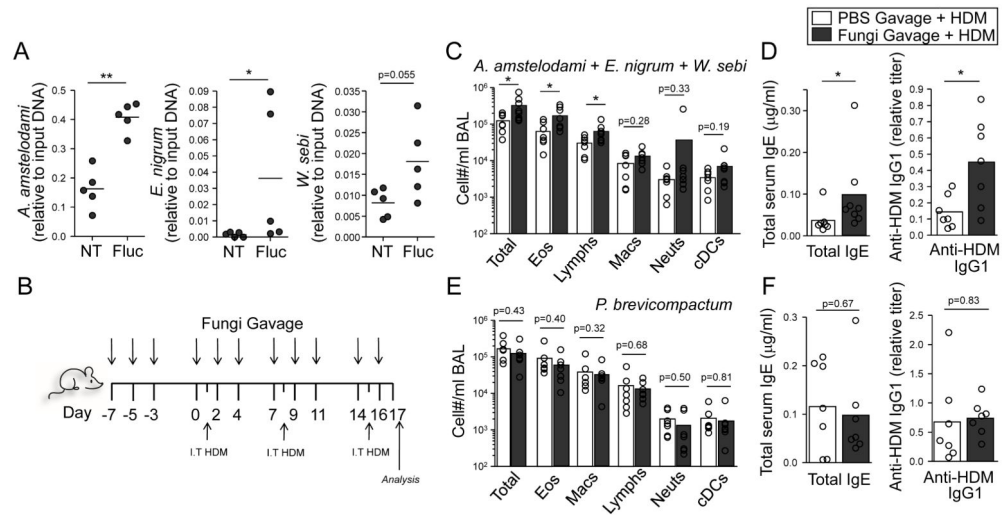 PBS Gavage + HDM
Fungi Gavage + HDM
A
A. amstelodami
(relative to input DNA)
0.5
0.4
0.3
0.2
0.1
0.0
**
NT Fluc
E. nigrum
(relative to input DNA)
0.09
0.08
0.07
0.06
0.05
0.04
0.03
0.02
0.01
0.00
*
NT Fluc
W. sebi
(relative to input DNA)
0.035
0.030
0.025
0.020
0.015
0.010
0.005
0.000
p=0.055
NT Fluc
B
Fungi Gavage
Day -7 -5 -3 0 2 4 7 9 11 14 16 17
I.T HDM I.T HDM I.T HDM
Analysis
C
A. amstelodami + E. nigrum + W. sebi
Cell#/ml BAL
10⁶
10⁵
10⁴
10³
10²
* * * p=0.28 p=0.33 p=0.19
Total Eos Lymphs Macs Neuts cDCs
D
Total serum IgE (µg/ml)
0.30
0.20
0.10
0.00
*
Total IgE
Anti-HDM IgG1 (relative titer)
1.0
0.8
0.6
0.4
0.2
0.0
*
Anti-HDM
IgG1
E
P. brevicompactum
Cell#/ml BAL
10⁶
10⁵
10⁴
10³
10²
p=0.43 p=0.40 p=0.32 p=0.68 p=0.50 p=0.81
Total Eos Macs Lymphs Neuts cDCs
F
Total serum IgE (µg/ml)
0.3
0.2
0.1
0.0
p=0.67
Total IgE
Anti-HDM IgG1 (relative titer)
2.5
2.0
1.5
1.0
0.5
0.0
p=0.83
Anti-HDM
IgG1